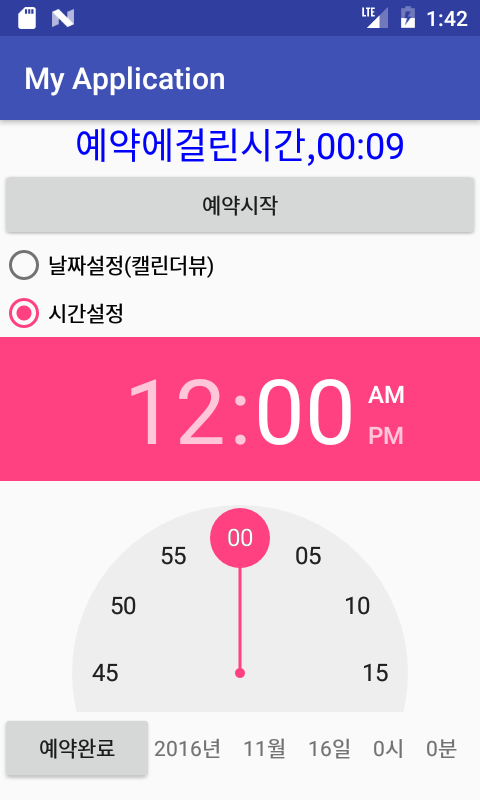 LTE 1:42
My Application
예약에걸린시간,00:09
예약시작
날짜설정(캘린더뷰)
시간설정
12:00 AM
PM
00
55 05
50 10
45 15
예약완료 2016년 11월 16일 0시 0분